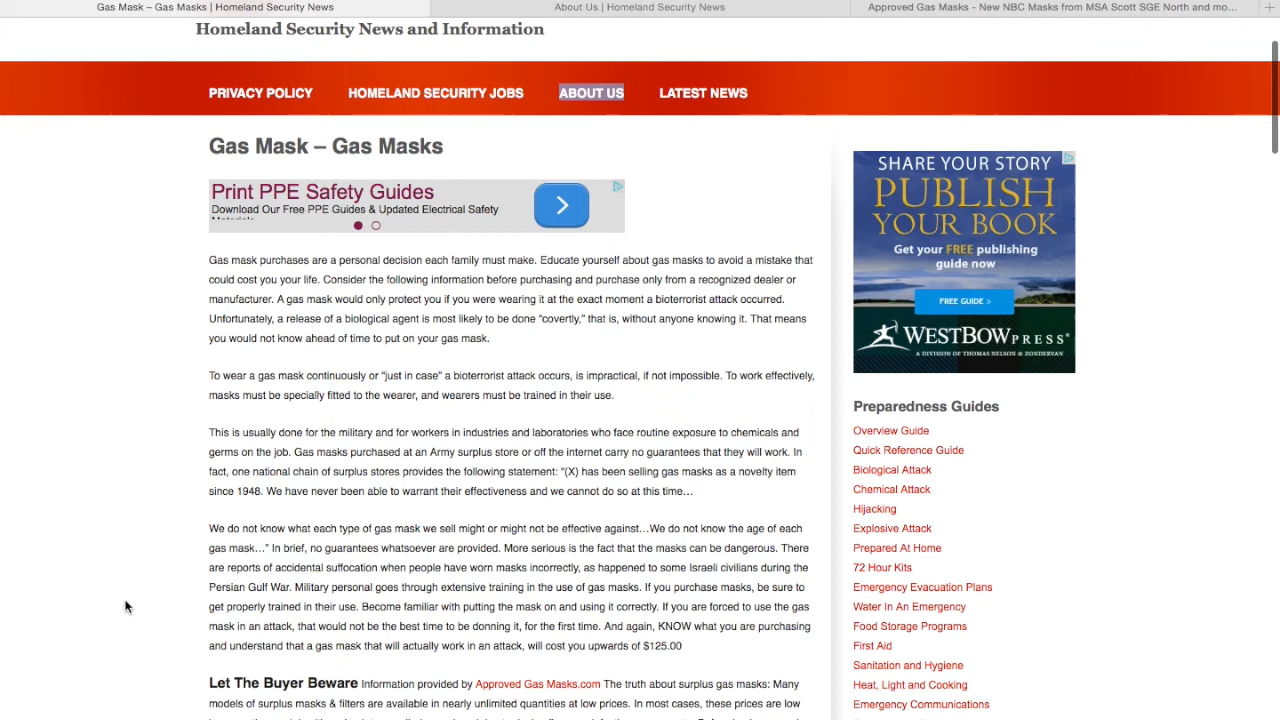 Gas Mask – Gas Masks | Homeland Security News
About Us | Homeland Security News
Approved Gas Masks - New NBC Masks from MSA Scott SGE North and mo...
Homeland Security News and Information
PRIVACY POLICY
HOMELAND SECURITY JOBS
ABOUT US
LATEST NEWS
Gas Mask – Gas Masks
Print PPE Safety Guides
Download Our Free PPE Guides & Updated Electrical Safety
Gas mask purchases are a personal decision each family must make. Educate yourself about gas masks to avoid a mistake that
could cost you your life. Consider the following information before purchasing and purchase only from a recognized dealer or
manufacturer. A gas mask would only protect you if you were wearing it at the exact moment a bioterrorist attack occurred.
Unfortunately, a release of a biological agent is most likely to be done “covertly,” that is, without anyone knowing it. That means
you would not know ahead of time to put on your gas mask.
To wear a gas mask continuously or “just in case” a bioterrorist attack occurs, is impractical, if not impossible. To work effectively,
masks must be specially fitted to the wearer, and wearers must be trained in their use.
This is usually done for the military and for workers in industries and laboratories who face routine exposure to chemicals and
germs on the job. Gas masks purchased at an Army surplus store or off the internet carry no guarantees that they will work. In
fact, one national chain of surplus stores provides the following statement: “(X) has been selling gas masks as a novelty item
since 1948. We have never been able to warrant their effectiveness and we cannot do so at this time…
We do not know what each type of gas mask we sell might or might not be effective against…We do not know the age of each
gas mask…” In brief, no guarantees whatsoever are provided. More serious is the fact that the masks can be dangerous. There
are reports of accidental suffocation when people have worn masks incorrectly, as happened to some Israeli civilians during the
Persian Gulf War. Military personal goes through extensive training in the use of gas masks. If you purchase masks, be sure to
get properly trained in their use. Become familiar with putting the mask on and using it correctly. If you are forced to use the gas
mask in an attack, that would not be the best time to be donning it, for the first time. And again, KNOW what you are purchasing
and understand that a gas mask that will actually work in an attack, will cost you upwards of $125.00
Let The Buyer Beware Information provided by Approved Gas Masks.com The truth about surplus gas masks: Many
models of surplus masks & filters are available in nearly unlimited quantities at low prices. In most cases, these prices are low
SHARE YOUR STORY
PUBLISH
YOUR BOOK
Get your FREE publishing
guide now
FREE GUIDE >
WESTBOW PRESS®
A DIVISION OF THOMAS NELSON & ZONDERVAN
Preparedness Guides
Overview Guide
Quick Reference Guide
Biological Attack
Chemical Attack
Hijacking
Explosive Attack
Prepared At Home
72 Hour Kits
Emergency Evacuation Plans
Water In An Emergency
Food Storage Programs
First Aid
Sanitation and Hygiene
Heat, Light and Cooking
Emergency Communications